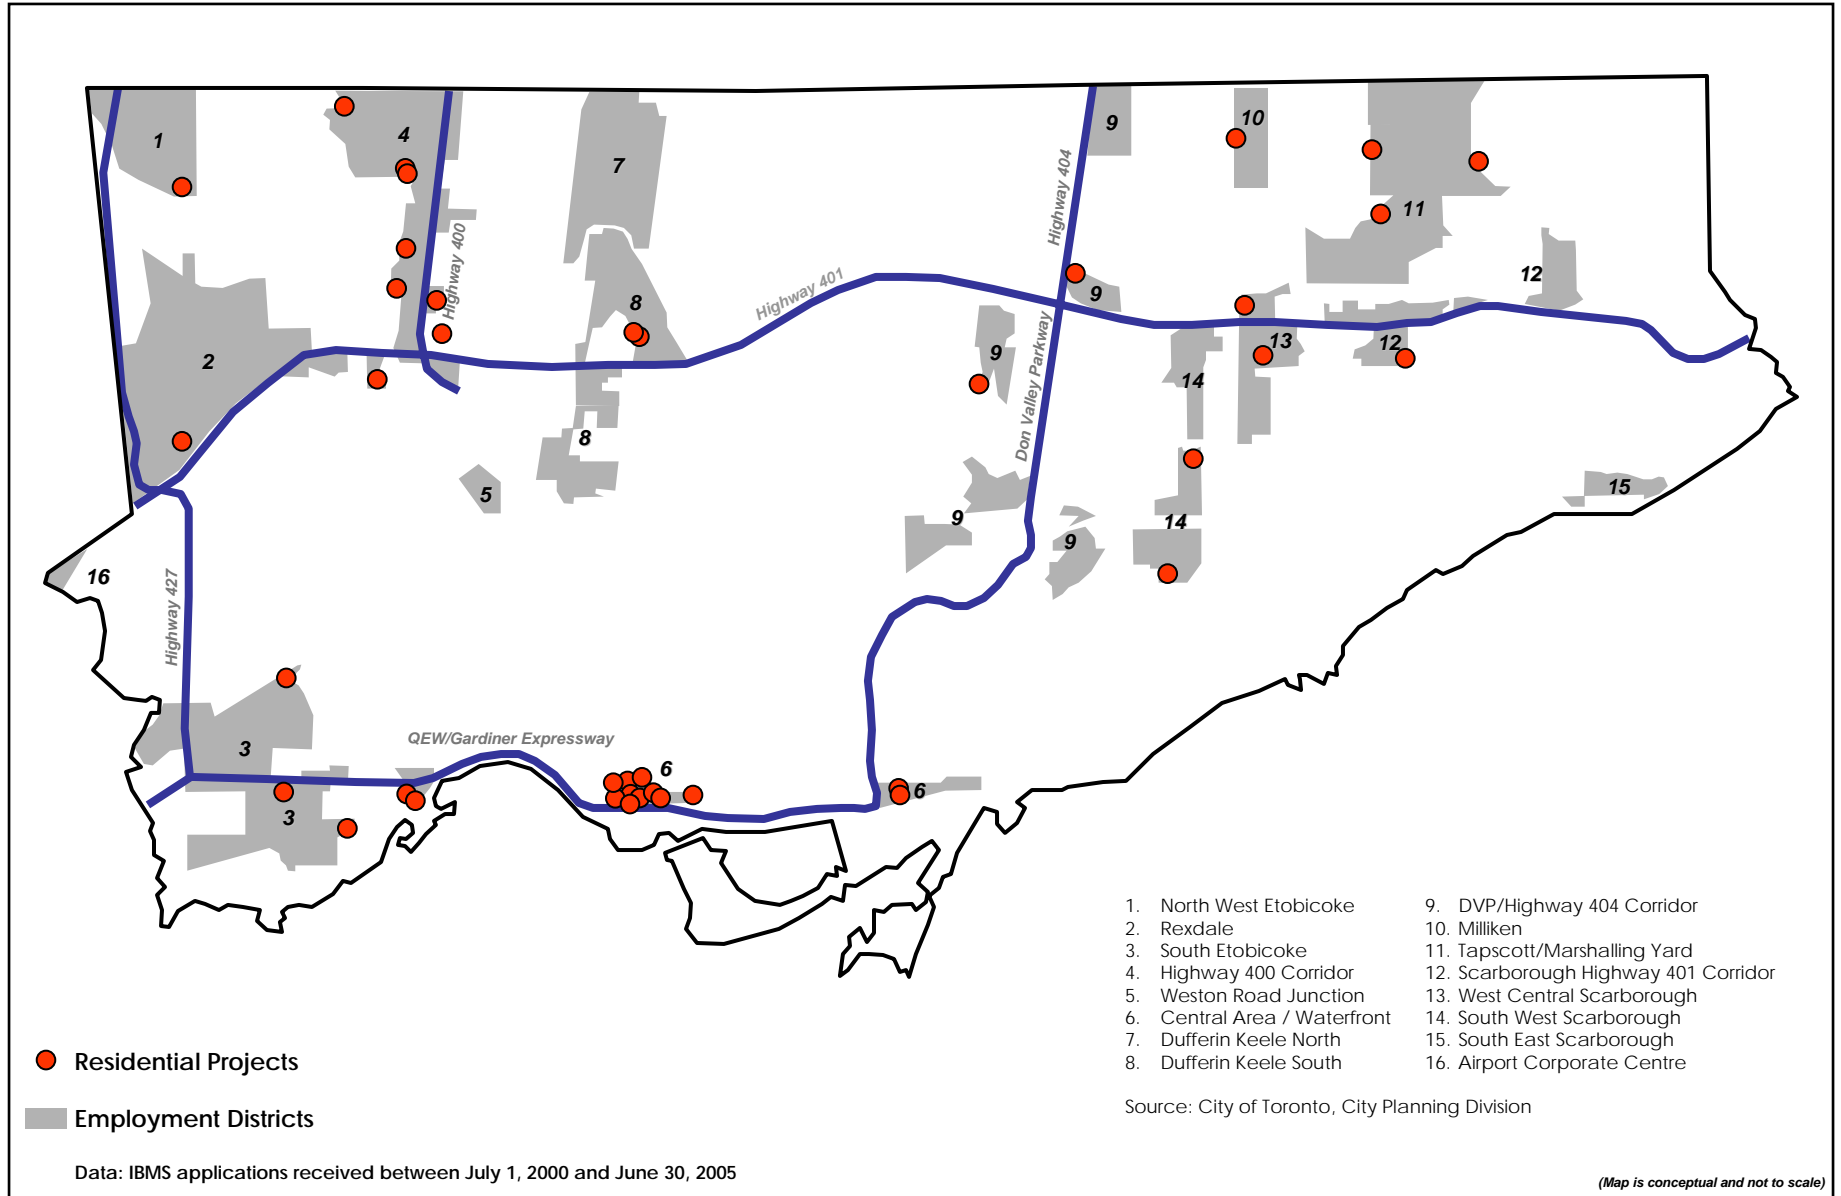 1
4
7
9
10
11
12
Highway 404
Highway 400
Highway 401
8
9
2
9
13
12
14
Don Valley Parkway
8
5
9
14
9
15
16
Highway 427
3
QEW/Gardiner Expressway
6
6
3
1. North West Etobicoke
2. Rexdale
3. South Etobicoke
4. Highway 400 Corridor
5. Weston Road Junction
6. Central Area / Waterfront
7. Dufferin Keele North
8. Dufferin Keele South
9. DVP/Highway 404 Corridor
10. Milliken
11. Tapscott/Marshalling Yard
12. Scarborough Highway 401 Corridor
13. West Central Scarborough
14. South West Scarborough
15. South East Scarborough
16. Airport Corporate Centre
Source: City of Toronto, City Planning Division
Residential Projects
Employment Districts
Data: IBMS applications received between July 1, 2000 and June 30, 2005
(Map is conceptual and not to scale)